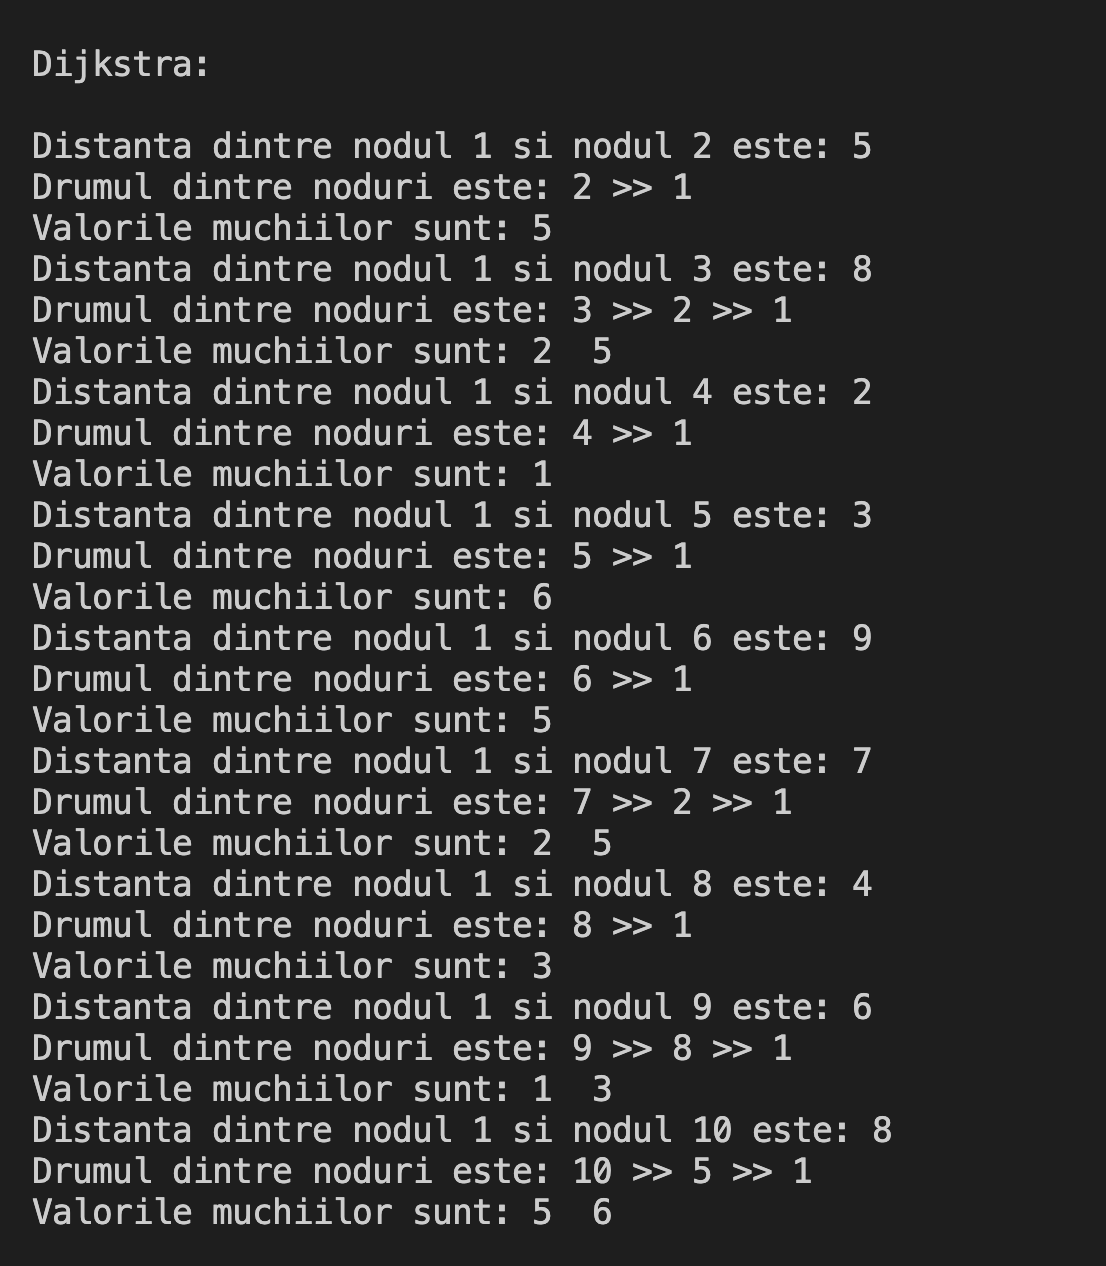 Dijkstra:
Distanta dintre nodul 1 si nodul 2 este: 5
Drumul dintre noduri este: 2 >> 1
Valorile muchiilor sunt: 5
Distanta dintre nodul 1 si nodul 3 este: 8
Drumul dintre noduri este: 3 >> 2 >> 1
Valorile muchiilor sunt: 2  5
Distanta dintre nodul 1 si nodul 4 este: 2
Drumul dintre noduri este: 4 >> 1
Valorile muchiilor sunt: 1
Distanta dintre nodul 1 si nodul 5 este: 3
Drumul dintre noduri este: 5 >> 1
Valorile muchiilor sunt: 6
Distanta dintre nodul 1 si nodul 6 este: 9
Drumul dintre noduri este: 6 >> 1
Valorile muchiilor sunt: 5
Distanta dintre nodul 1 si nodul 7 este: 7
Drumul dintre noduri este: 7 >> 2 >> 1
Valorile muchiilor sunt: 2  5
Distanta dintre nodul 1 si nodul 8 este: 4
Drumul dintre noduri este: 8 >> 1
Valorile muchiilor sunt: 3
Distanta dintre nodul 1 si nodul 9 este: 6
Drumul dintre noduri este: 9 >> 8 >> 1
Valorile muchiilor sunt: 1  3
Distanta dintre nodul 1 si nodul 10 este: 8
Drumul dintre noduri este: 10 >> 5 >> 1
Valorile muchiilor sunt: 5  6